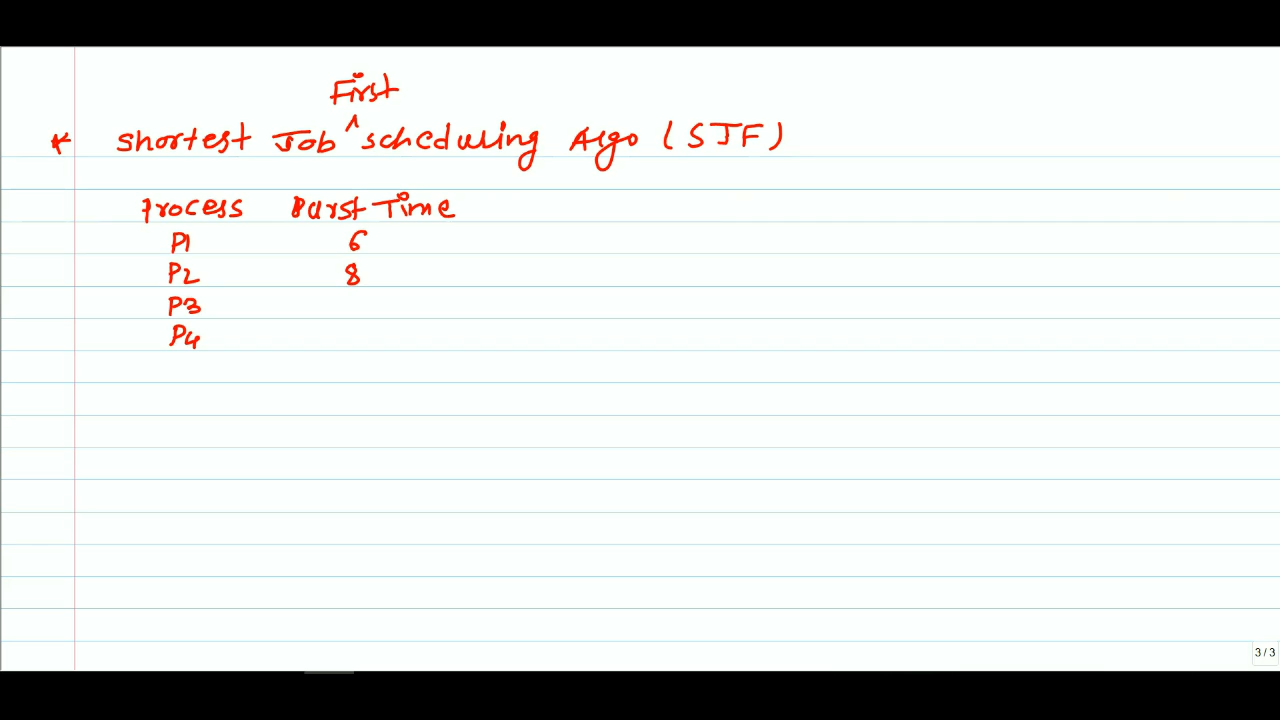 First
* Shortest Job ^ scheduling Algo (SJF)
Process Burst Time
P1 6
P2 8
P3
P4
3 / 3